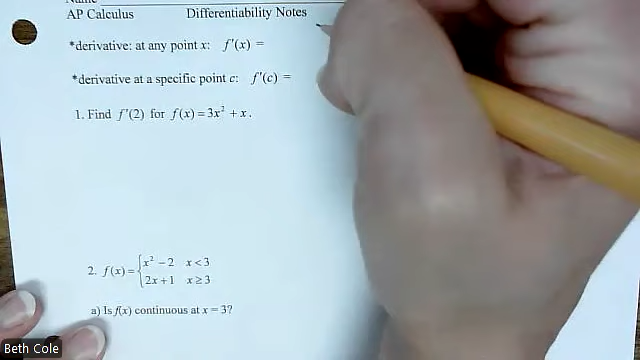 Name
AP Calculus Differentiability Notes
*derivative: at any point x: f'(x) =
*derivative at a specific point c: f'(c) =
1. Find f'(2) for f(x) = 3x² + x.
2. f(x) = { x² − 2 x < 3
2x + 1 x ≥ 3
a) Is f(x) continuous at x = 3?
Beth Cole